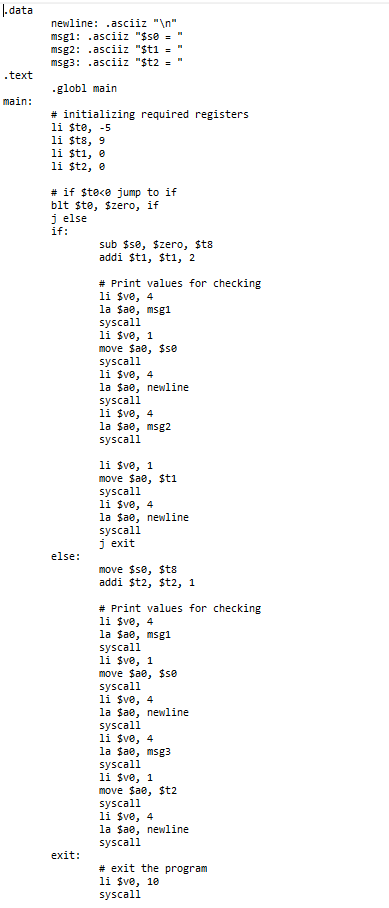 .data
newline: .asciiz "\n"
msg1: .asciiz "$s0 = "
msg2: .asciiz "$t1 = "
msg3: .asciiz "$t2 = "
.text
.globl main
main:
# initializing required registers
li $t0, -5
li $t8, 9
li $t1, 0
li $t2, 0
# if $t0<0 jump to if
blt $t0, $zero, if
j else
if:
sub $s0, $zero, $t8
addi $t1, $t1, 2
# Print values for checking
li $v0, 4
la $a0, msg1
syscall
li $v0, 1
move $a0, $s0
syscall
li $v0, 4
la $a0, newline
syscall
li $v0, 4
la $a0, msg2
syscall
li $v0, 1
move $a0, $t1
syscall
li $v0, 4
la $a0, newline
syscall
j exit
else:
move $s0, $t8
addi $t2, $t2, 1
# Print values for checking
li $v0, 4
la $a0, msg1
syscall
li $v0, 1
move $a0, $s0
syscall
li $v0, 4
la $a0, newline
syscall
li $v0, 4
la $a0, msg3
syscall
li $v0, 1
move $a0, $t2
syscall
li $v0, 4
la $a0, newline
syscall
exit:
# exit the program
li $v0, 10
syscall